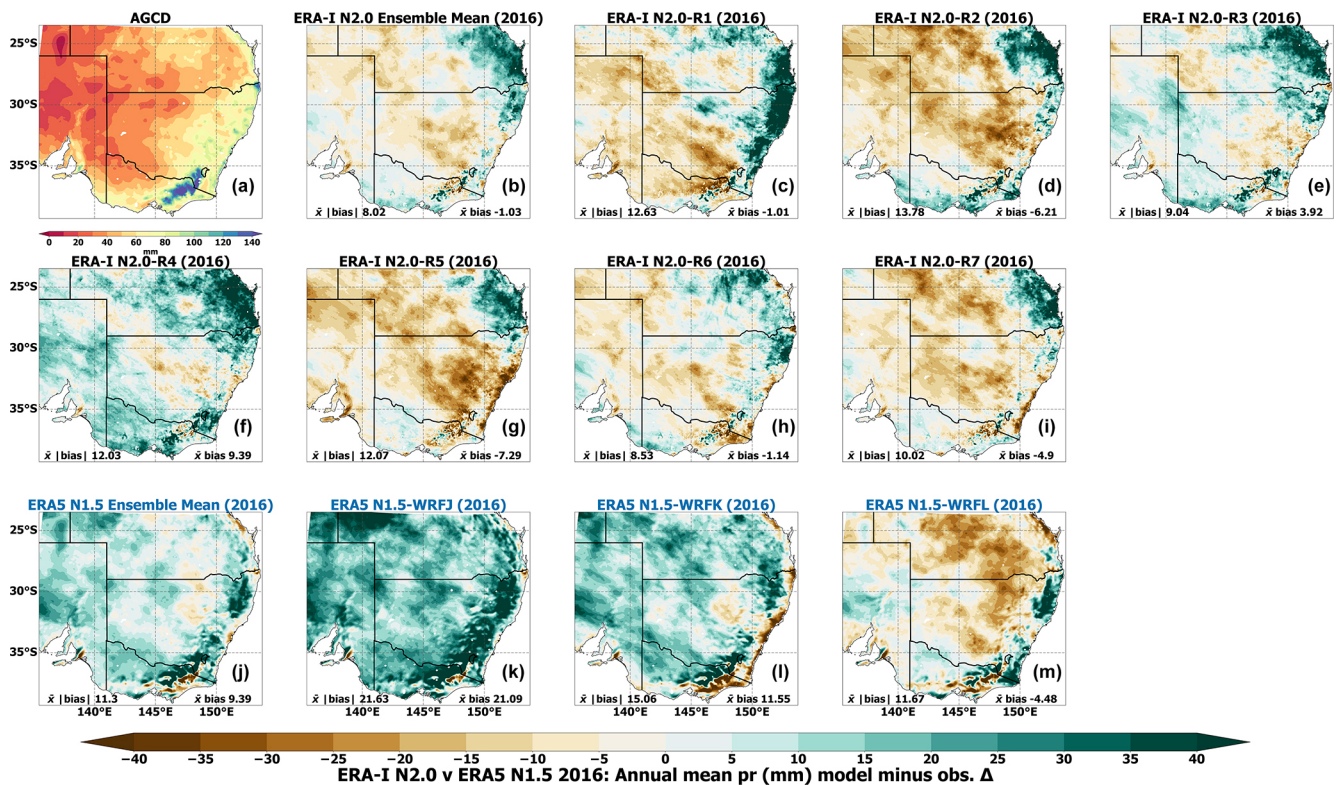 AGCD
ERA-I N2.0 Ensemble Mean (2016)
ERA-I N2.0-R1 (2016)
ERA-I N2.0-R2 (2016)
ERA-I N2.0-R3 (2016)
25°S
30°S
35°S
(a)
(b)
(c)
(d)
(e)
x̄ |bias| 8.02 x̄ bias -1.03
x̄ |bias| 12.63 x̄ bias -1.01
x̄ |bias| 13.78 x̄ bias -6.21
x̄ |bias| 9.04 x̄ bias 3.92
0 20 40 60 80 100 120 140
mm
ERA-I N2.0-R4 (2016)
ERA-I N2.0-R5 (2016)
ERA-I N2.0-R6 (2016)
ERA-I N2.0-R7 (2016)
25°S
30°S
35°S
(f)
(g)
(h)
(i)
x̄ |bias| 12.03 x̄ bias 9.39
x̄ |bias| 12.07 x̄ bias -7.29
x̄ |bias| 8.53 x̄ bias -1.14
x̄ |bias| 10.02 x̄ bias -4.9
ERA5 N1.5 Ensemble Mean (2016)
ERA5 N1.5-WRFJ (2016)
ERA5 N1.5-WRFK (2016)
ERA5 N1.5-WRFL (2016)
25°S
30°S
35°S
(j)
(k)
(l)
(m)
x̄ |bias| 11.3 x̄ bias 9.39
x̄ |bias| 21.63 x̄ bias 21.09
x̄ |bias| 15.06 x̄ bias 11.55
x̄ |bias| 11.67 x̄ bias -4.48
140°E 145°E 150°E
140°E 145°E 150°E
140°E 145°E 150°E
140°E 145°E 150°E
−40 −35 −30 −25 −20 −15 −10 −5 0 5 10 15 20 25 30 35 40
ERA-I N2.0 v ERA5 N1.5 2016: Annual mean pr (mm) model minus obs. Δ